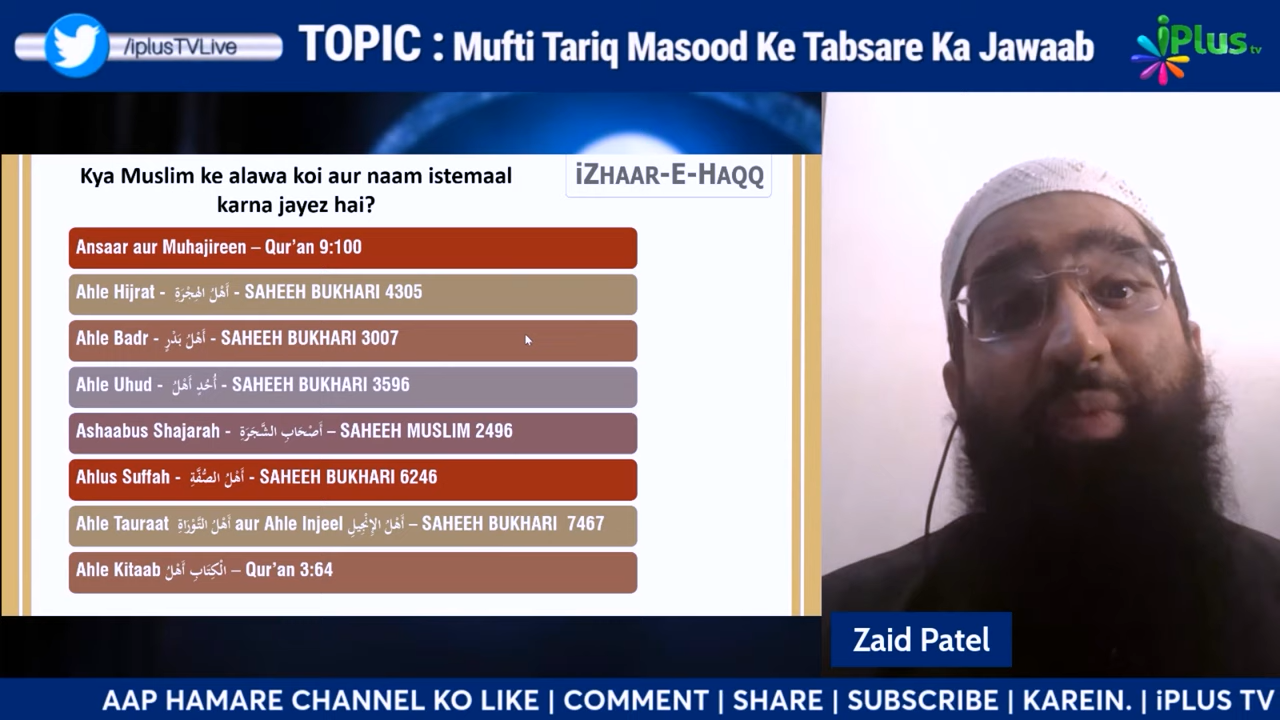 /iplusTVLive
TOPIC : Mufti Tariq Masood Ke Tabsare Ka Jawaab
iPlus tv
Kya Muslim ke alawa koi aur naam istemaal
karna jayez hai?
iZHAAR-E-HAQQ
Ansaar aur Muhajireen – Qur'an 9:100
Ahle Hijrat - أَهْلُ الهِجْرَةِ - SAHEEH BUKHARI 4305
Ahle Badr - أَهْلُ بَدْرٍ - SAHEEH BUKHARI 3007
Ahle Uhud - أُحُدٍ أَهْلُ - SAHEEH BUKHARI 3596
Ashaabus Shajarah - أَصْحَابِ الشَّجَرَةِ – SAHEEH MUSLIM 2496
Ahlus Suffah - أَهْلُ الصُّفَّةِ - SAHEEH BUKHARI 6246
Ahle Tauraat أَهْلُ التَّوْرَاةِ aur Ahle Injeel أَهْلُ الإِنْجِيلِ – SAHEEH BUKHARI 7467
Ahle Kitaab الْكِتَابِ أَهْلُ – Qur'an 3:64
Zaid Patel
AAP HAMARE CHANNEL KO LIKE | COMMENT | SHARE | SUBSCRIBE | KAREIN. | iPLUS TV